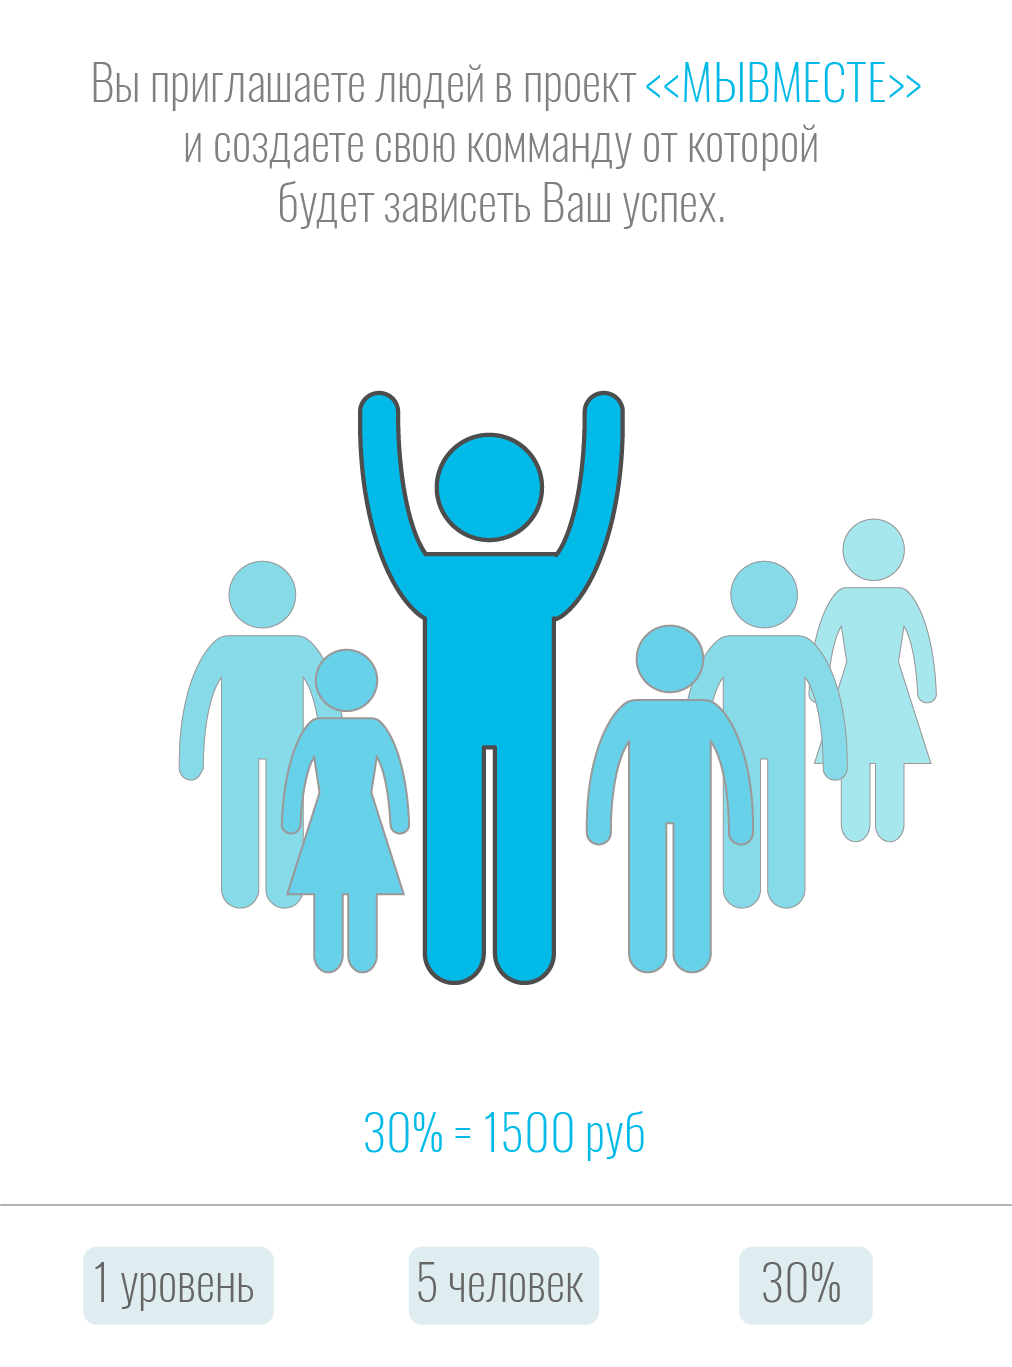 Вы приглашаете людей в проект <<МЫВМЕСТЕ>>
и создаете свою комманду от которой
будет зависеть Ваш успех.
30% = 1500 руб
1 уровень
5 человек
30%